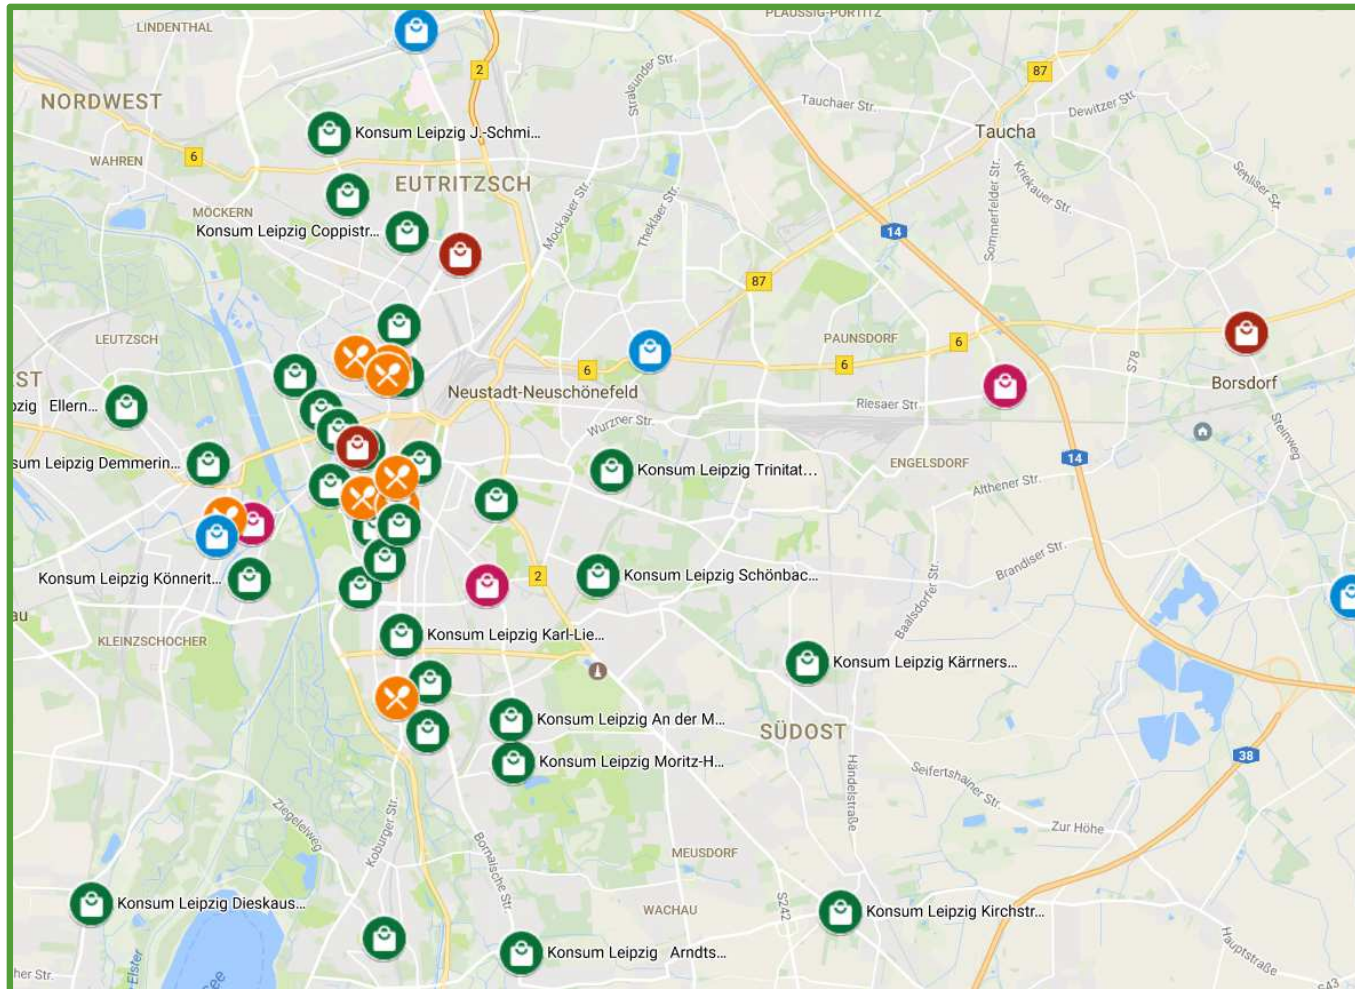 LINDENTHAL
PLAUSSIG-PORTITZ
2
87
NORDWEST
Tauchaer Str.
Dewitzer Str.
Taucha
Konsum Leipzig J.-Schmi...
WAHREN
6
EUTRITZSCH
Mockauer Str.
Theklaer Str.
Sommerfelder Str.
Kriekauer Str.
MÖCKERN
Konsum Leipzig Coppistr...
14
87
LEUTZSCH
PAUNSDORF
6
6
6
S78
Borsdorf
Neustadt-Neuschönefeld
Riesaer Str.
Wurzner Str.
Steinweg
Ellern...
sum Leipzig Demmerin...
Konsum Leipzig Trinitat...
ENGELSDORF
14
Althener Str.
Brandiser Str.
Konsum Leipzig Könnerit...
2
Konsum Leipzig Schönbac...
Baalsdorfer Str.
au
KLEINZSCHOCHER
Konsum Leipzig Karl-Lie...
Konsum Leipzig Kärrners...
Konsum Leipzig An der M...
SÜDOST
Konsum Leipzig Moritz-H...
38
Händelstraße
Seifertshainer Str.
Ziegeleiweg
Koburger Str.
Zur Höhe
Bornaische Str.
MEUSDORF
Konsum Leipzig Dieskaus...
WACHAU
S242
Konsum Leipzig Kirchstr...
Hauptstraße
Konsum Leipzig Arndts...
cher Str.
Elster
See
S43